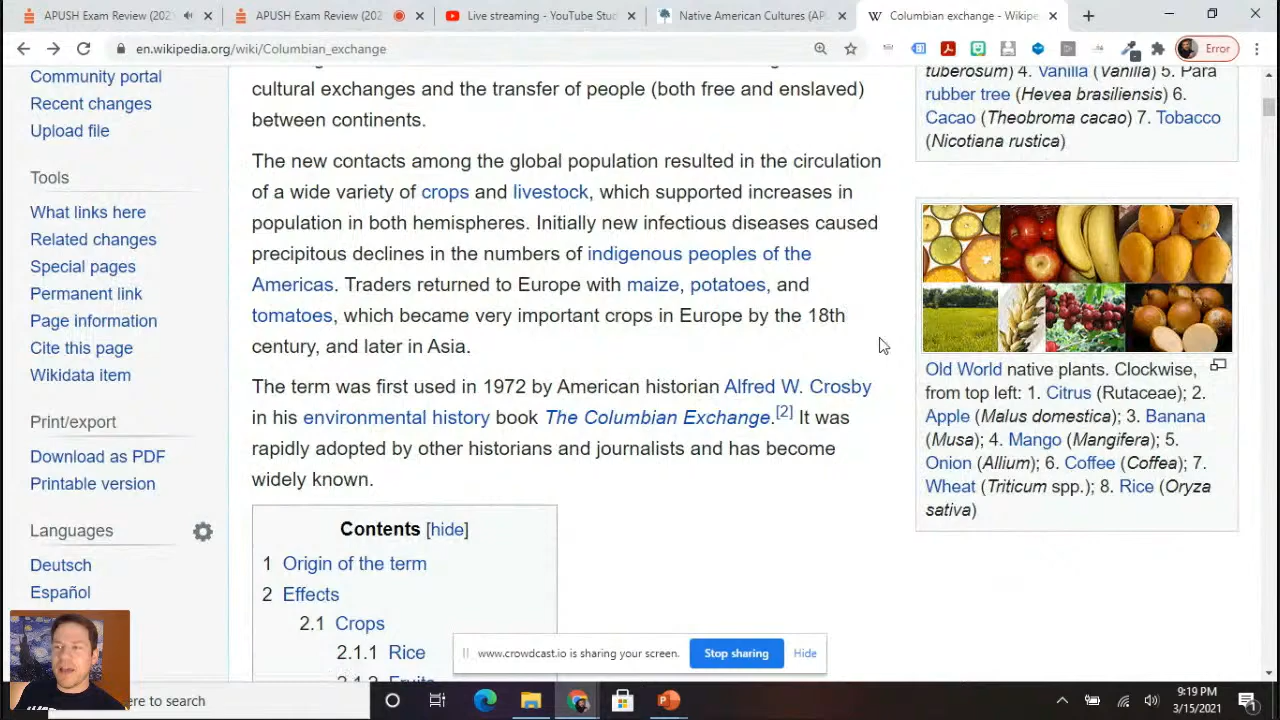 APUSH Exam Review (202
APUSH Exam Review (202
Live streaming - YouTube Stud
Native American Cultures (AP
Columbian exchange - Wikipe
en.wikipedia.org/wiki/Columbian_exchange
Error
Community portal
Recent changes
Upload file
Tools
What links here
Related changes
Special pages
Permanent link
Page information
Cite this page
Wikidata item
Print/export
Download as PDF
Printable version
Languages
Deutsch
Español
cultural exchanges and the transfer of people (both free and enslaved)
between continents.
The new contacts among the global population resulted in the circulation
of a wide variety of crops and livestock, which supported increases in
population in both hemispheres. Initially new infectious diseases caused
precipitous declines in the numbers of indigenous peoples of the
Americas. Traders returned to Europe with maize, potatoes, and
tomatoes, which became very important crops in Europe by the 18th
century, and later in Asia.
The term was first used in 1972 by American historian Alfred W. Crosby
in his environmental history book The Columbian Exchange.[2] It was
rapidly adopted by other historians and journalists and has become
widely known.
Contents [hide]
1 Origin of the term
2 Effects
2.1 Crops
2.1.1 Rice
2.1.2 Fruits
tuberosum) 4. Vanilla (Vanilla) 5. Para
rubber tree (Hevea brasiliensis) 6.
Cacao (Theobroma cacao) 7. Tobacco
(Nicotiana rustica)
Old World native plants. Clockwise,
from top left: 1. Citrus (Rutaceae); 2.
Apple (Malus domestica); 3. Banana
(Musa); 4. Mango (Mangifera); 5.
Onion (Allium); 6. Coffee (Coffea); 7.
Wheat (Triticum spp.); 8. Rice (Oryza
sativa)
www.crowdcast.io is sharing your screen.
Stop sharing
Hide
ere to search
9:19 PM
3/15/2021
1